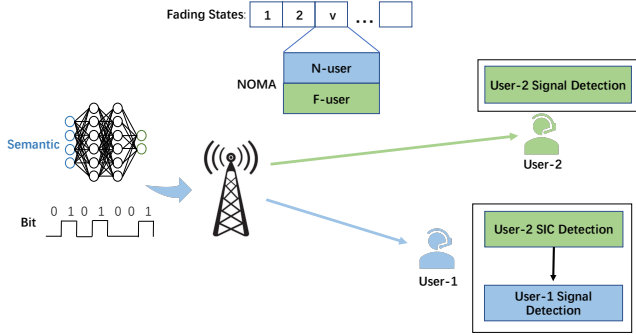 Fading States: 1 2 v ...
N-user
NOMA
F-user
User-2 Signal Detection
Semantic
User-2
0 1 0 1 0 0 1
Bit
User-2 SIC Detection
User-1
User-1 Signal
Detection